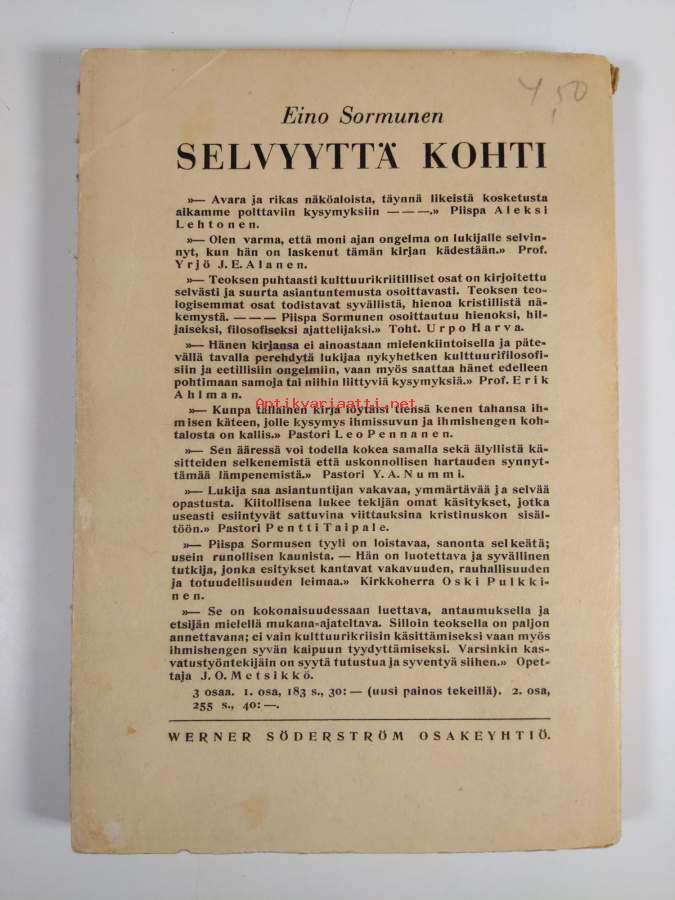 4,50
Eino Sormunen
SELVYYTTÄ KOHTI
»— Avara ja rikas näköaloista, täynnä likeistä kosketusta
aikamme polttaviin kysymyksiin — — —.» Piispa Aleksi
Lehtonen.
»— Olen varma, että moni ajan ongelma on lukijalle selvin-
nyt, kun hän on laskenut tämän kirjan kädestään.» Prof.
Yrjö J. E. Alanen.
»— Teoksen puhtaasti kulttuurikriitilliset osat on kirjoitettu
selvästi ja suurta asiantuntemusta osoittavasti. Teoksen teo-
logisemmat osat todistavat syvällistä, hienoa kristillistä nä-
kemystä. — — — Piispa Sormunen osoittautuu hienoksi, hil-
jaiseksi, filosofiseksi ajattelijaksi.» Toht. Urpo Harva.
»— Hänen kirjansa ei ainoastaan mielenkiintoisella ja päte-
vällä tavalla perehdytä lukijaa nykyhetken kulttuurifilosofi-
siin ja eetillisiin ongelmiin, vaan myös saattaa hänet edelleen
pohtimaan samoja tai niihin liittyviä kysymyksiä.» Prof. Erik
Ahlman.
Antikvariaatti.net
»— Kunpa tällainen kirja löytäisi tiensä kenen tahansa ih-
misen käteen, jolle kysymys ihmissuvun ja ihmishengen koh-
talosta on kallis.» Pastori Leo Pennanen.
»— Sen ääressä voi todella kokea samalla sekä älyllistä kä-
sitteiden selkenemistä että uskonnollisen hartauden synnyt-
tämää lämpenemistä.» Pastori Y. A. Nummi.
»— Lukija saa asiantuntijan vakavaa, ymmärtävää ja selvää
opastusta. Kiitollisena lukee tekijän omat käsitykset, jotka
useasti esiintyvät sattuvina viittauksina kristinuskon sisäl-
töön.» Pastori Pentti Taipale.
»— Piispa Sormusen tyyli on loistavaa, sanonta selkeätä;
usein runollisen kaunista. — Hän on luotettava ja syvällinen
tutkija, jonka esitykset kantavat vakavuuden, rauhallisuuden
ja totuudellisuuden leimaa.» Kirkkoherra Oski Pulkki-
nen.
»— Se on kokonaisuudessaan luettava, antaumuksella ja
etsijän mielellä mukana-ajateltava. Silloin teoksella on paljon
annettavana; ei vain kulttuurikriisin käsittämiseksi vaan myös
ihmishengen syvän kaipuun tyydyttämiseksi. Varsinkin kas-
vatustyöntekijäin on syytä tutustua ja syventyä siihen.» Opet-
taja J. O. Metsikkö.
3 osaa. 1. osa, 183 s., 30: — (uusi painos tekeillä). 2. osa,
255 s., 40: —.
WERNER SÖDERSTRÖM OSAKEYHTIÖ.